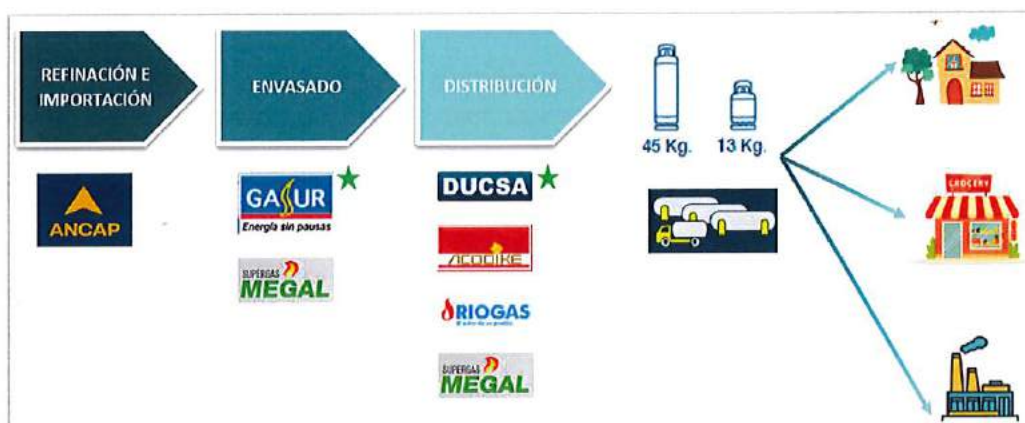 REFINACIÓN E
IMPORTACIÓN
ENVASADO
DISTRIBUCIÓN
45 Kg.
13 Kg.
ANCAP
GASUR
Energía sin pausas
SUPERGAS
MEGAL
DUCSA
ACODIKE
RIOGAS
SUPERGAS
MEGAL
GROCERY